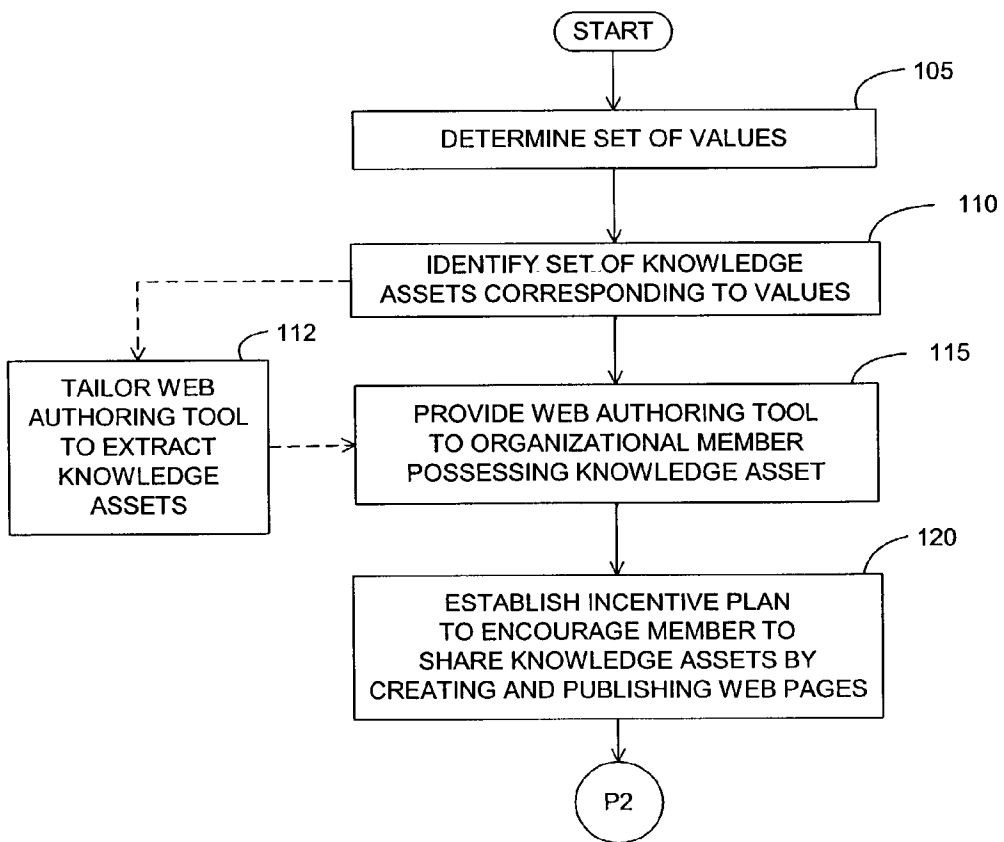 START
105
DETERMINE SET OF VALUES
110
IDENTIFY SET OF KNOWLEDGE
ASSETS CORRESPONDING TO VALUES
112
TAILOR WEB
AUTHORING TOOL
TO EXTRACT
KNOWLEDGE
ASSETS
115
PROVIDE WEB AUTHORING TOOL
TO ORGANIZATIONAL MEMBER
POSSESSING KNOWLEDGE ASSET
120
ESTABLISH INCENTIVE PLAN
TO ENCOURAGE MEMBER TO
SHARE KNOWLEDGE ASSETS BY
CREATING AND PUBLISHING WEB PAGES
P2